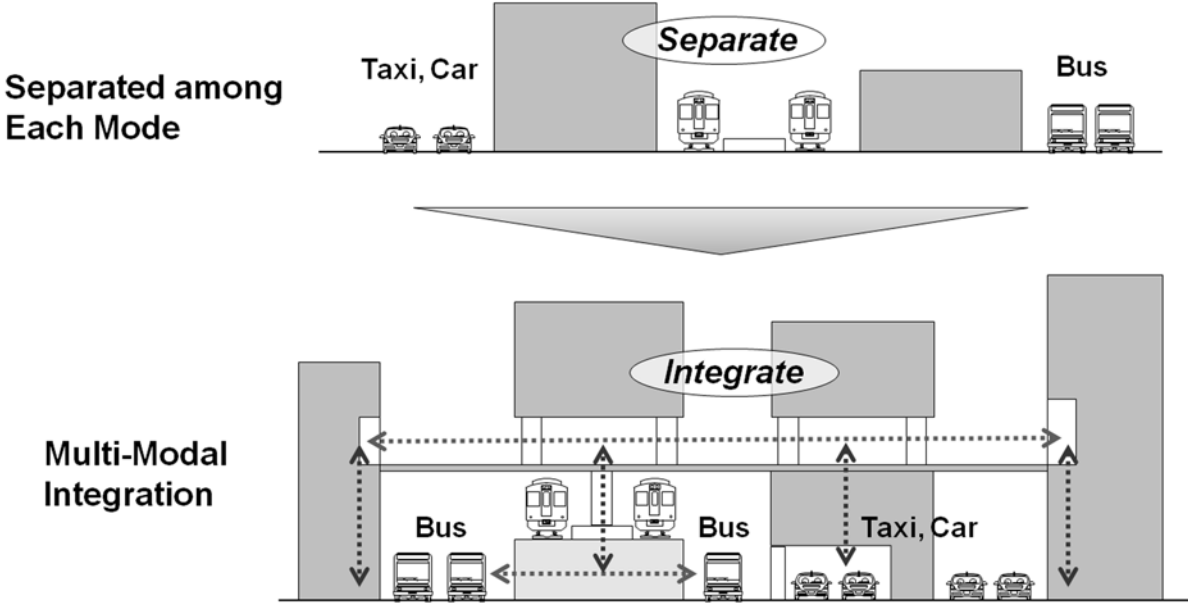 Separate
Taxi, Car
Bus
Separated among
Each Mode
Integrate
Multi-Modal
Integration
Bus
Bus
Taxi, Car